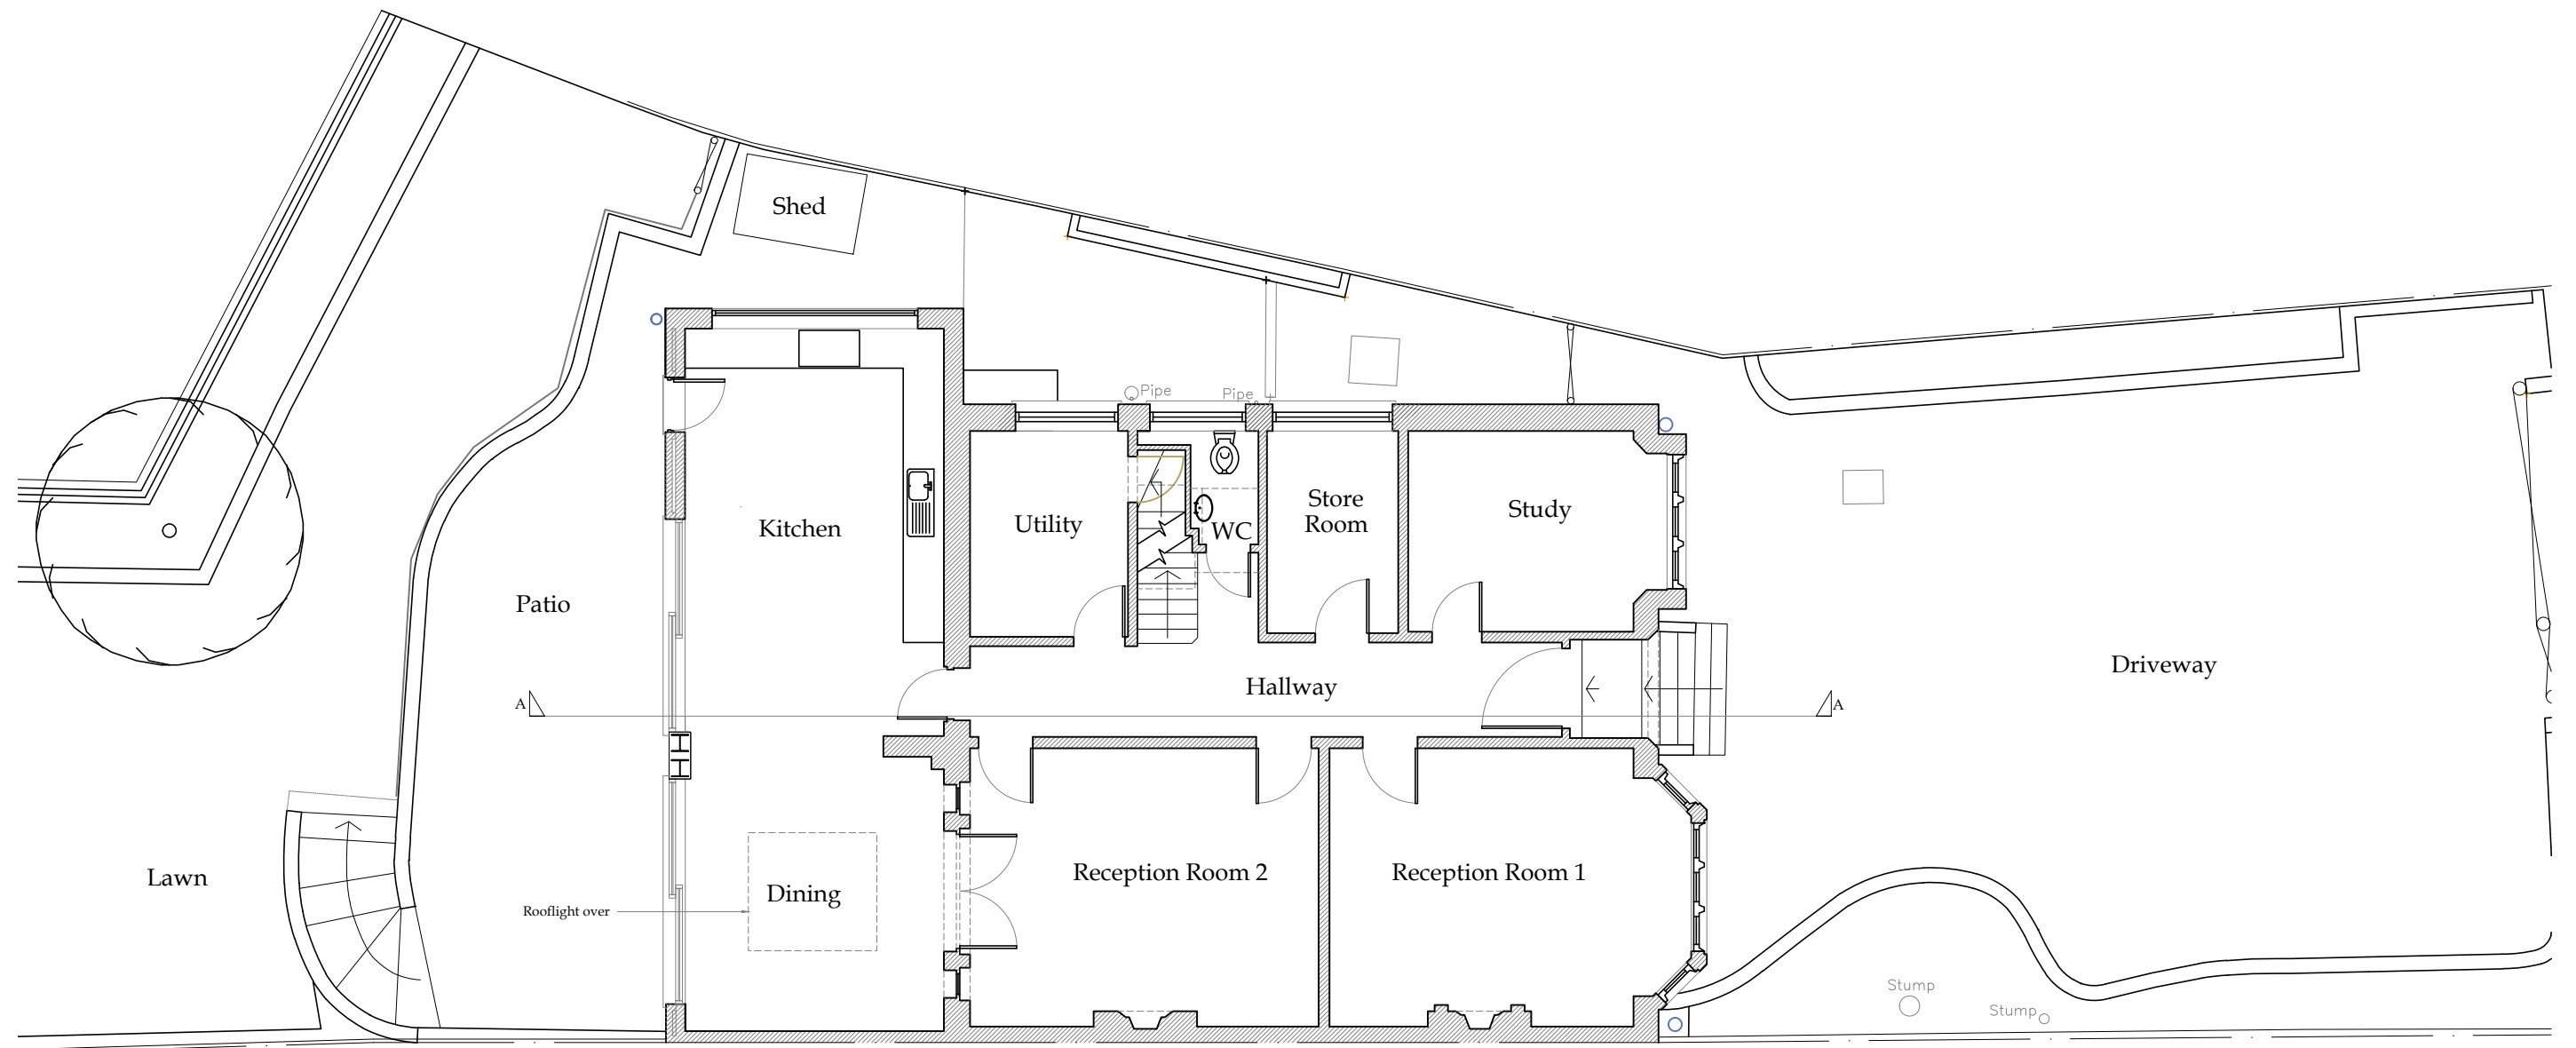 Shed
Pipe
Pipe
Kitchen
Utility
WC
Store
Room
Study
Patio
Hallway
Driveway
A
A
Lawn
Dining
Rooflight over
Reception Room 2
Reception Room 1
Stump
Stump